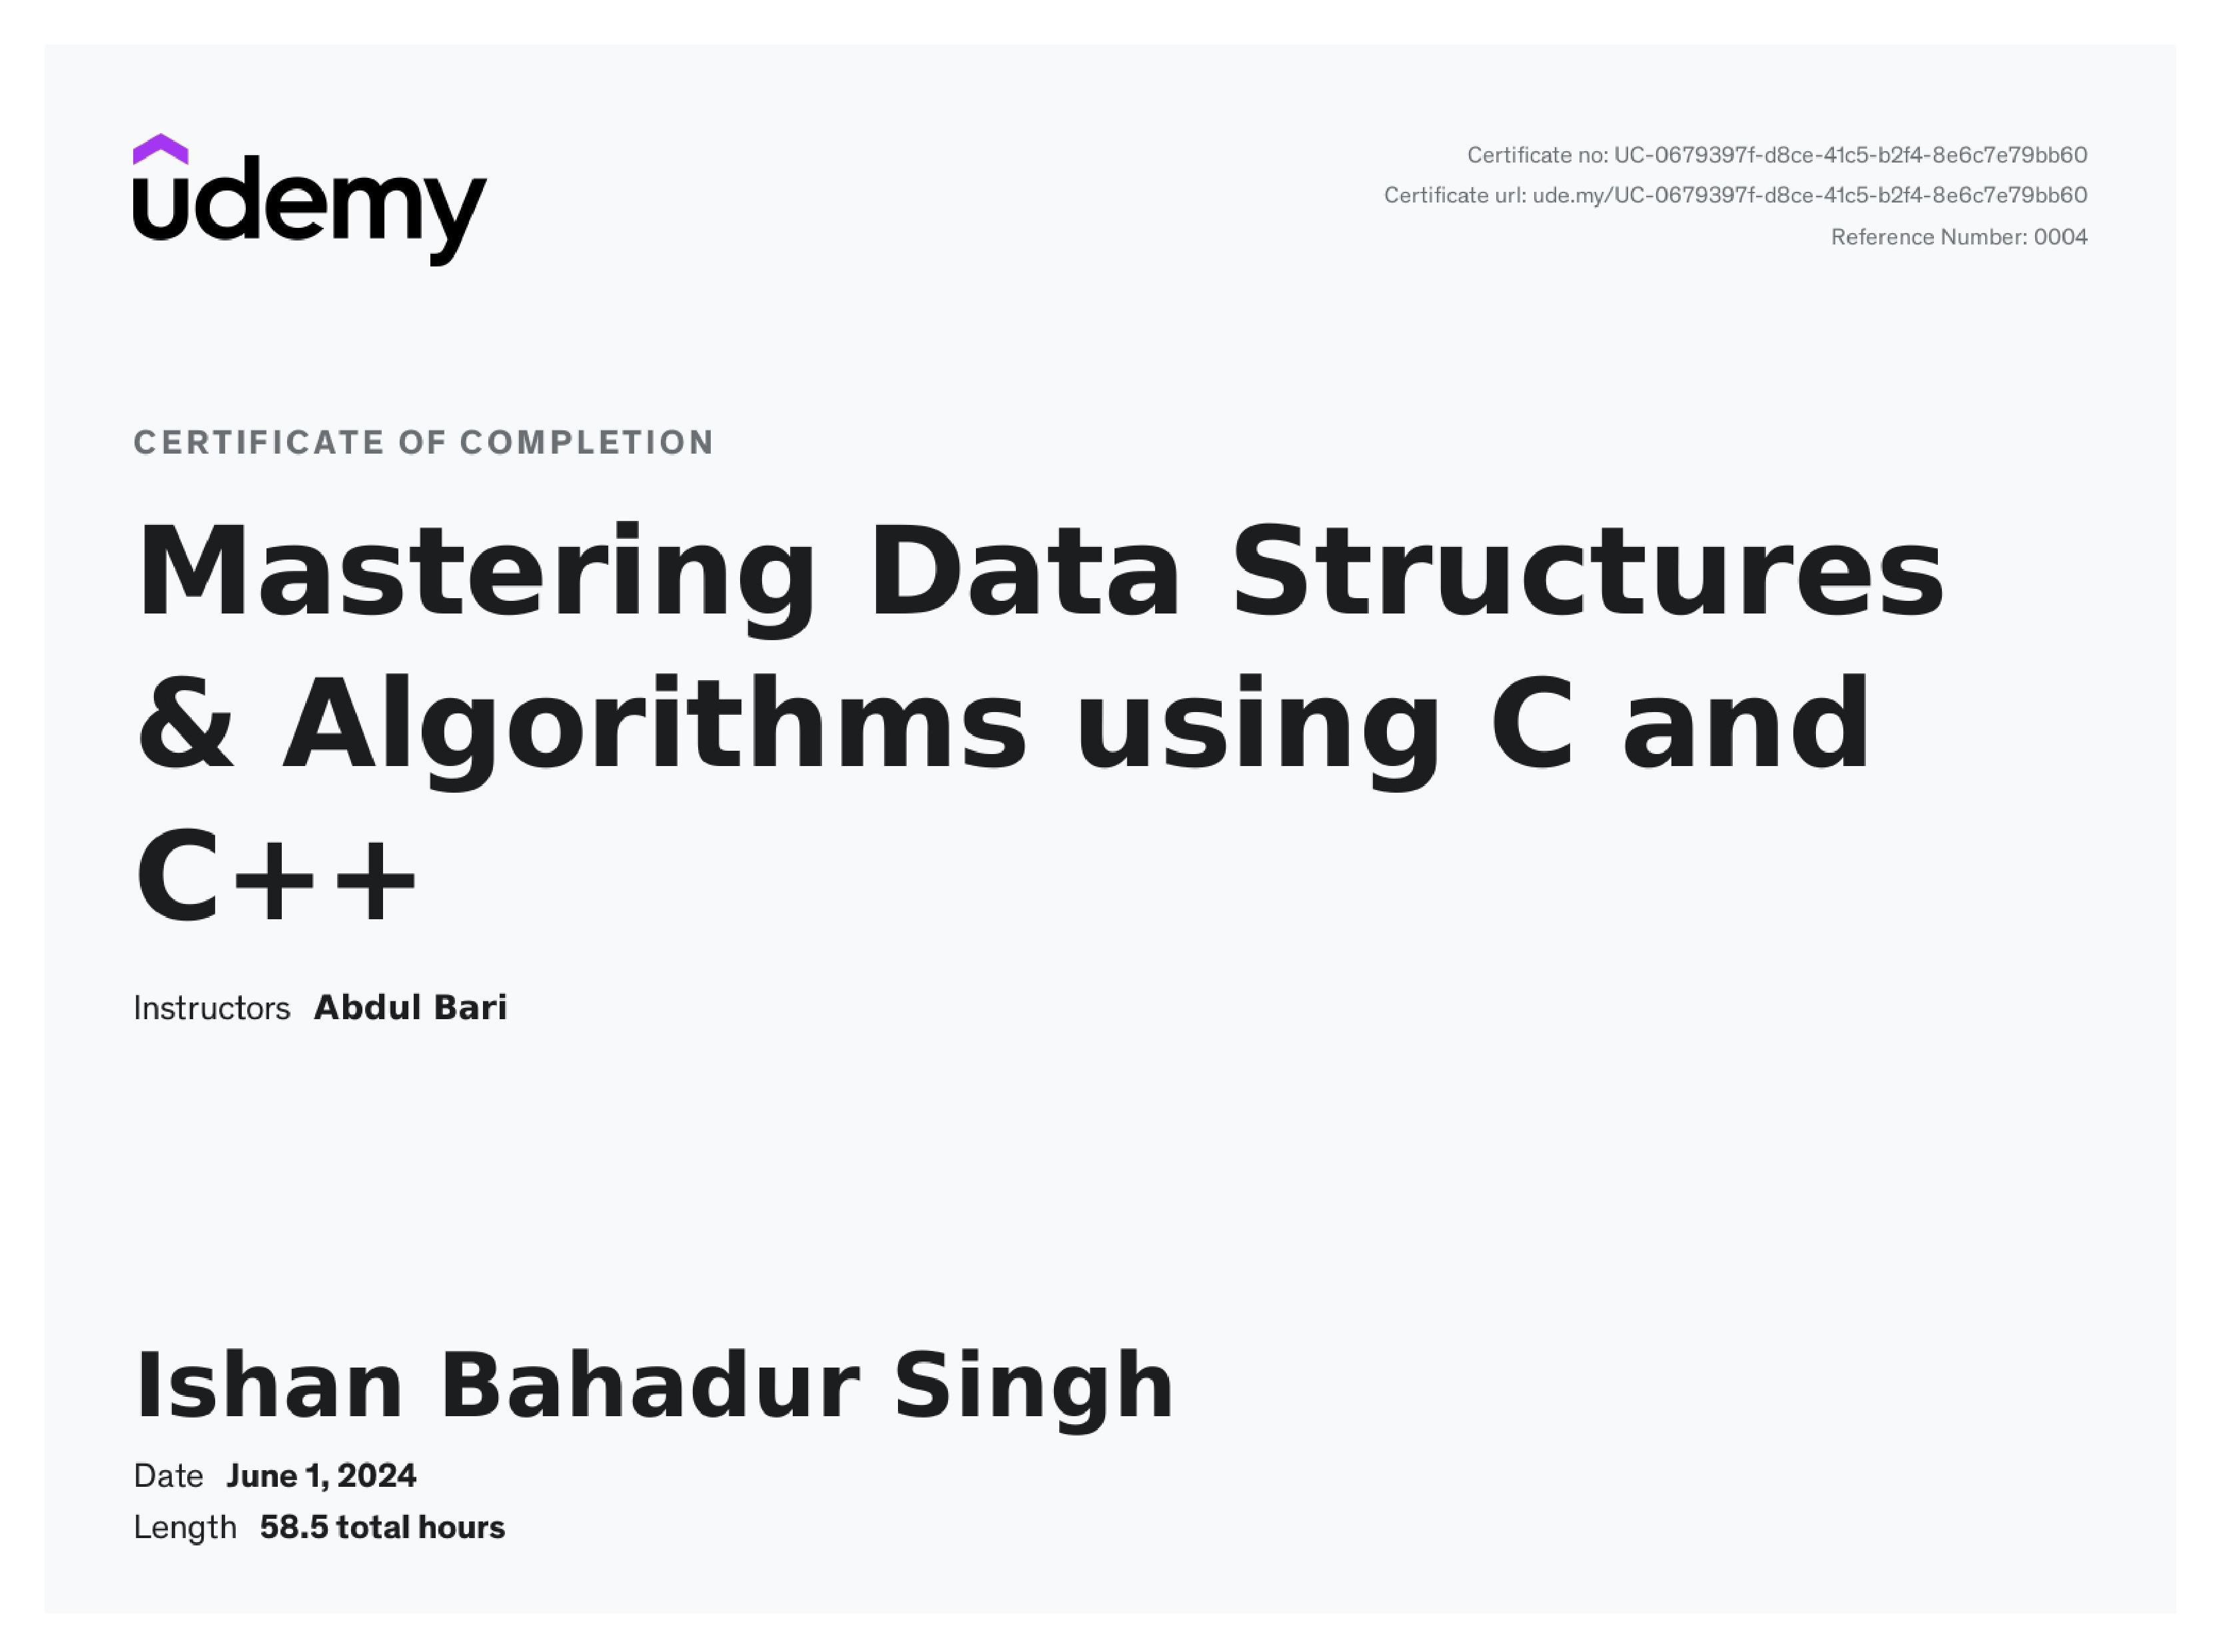 udemy
Certificate no: UC-0679397f-d8ce-41c5-b2f4-8e6c7e79bb60
Certificate url: ude.my/UC-0679397f-d8ce-41c5-b2f4-8e6c7e79bb60
Reference Number: 0004
CERTIFICATE OF COMPLETION
Mastering Data Structures
& Algorithms using C and
C++
Instructors Abdul Bari
Ishan Bahadur Singh
Date June 1, 2024
Length 58.5 total hours